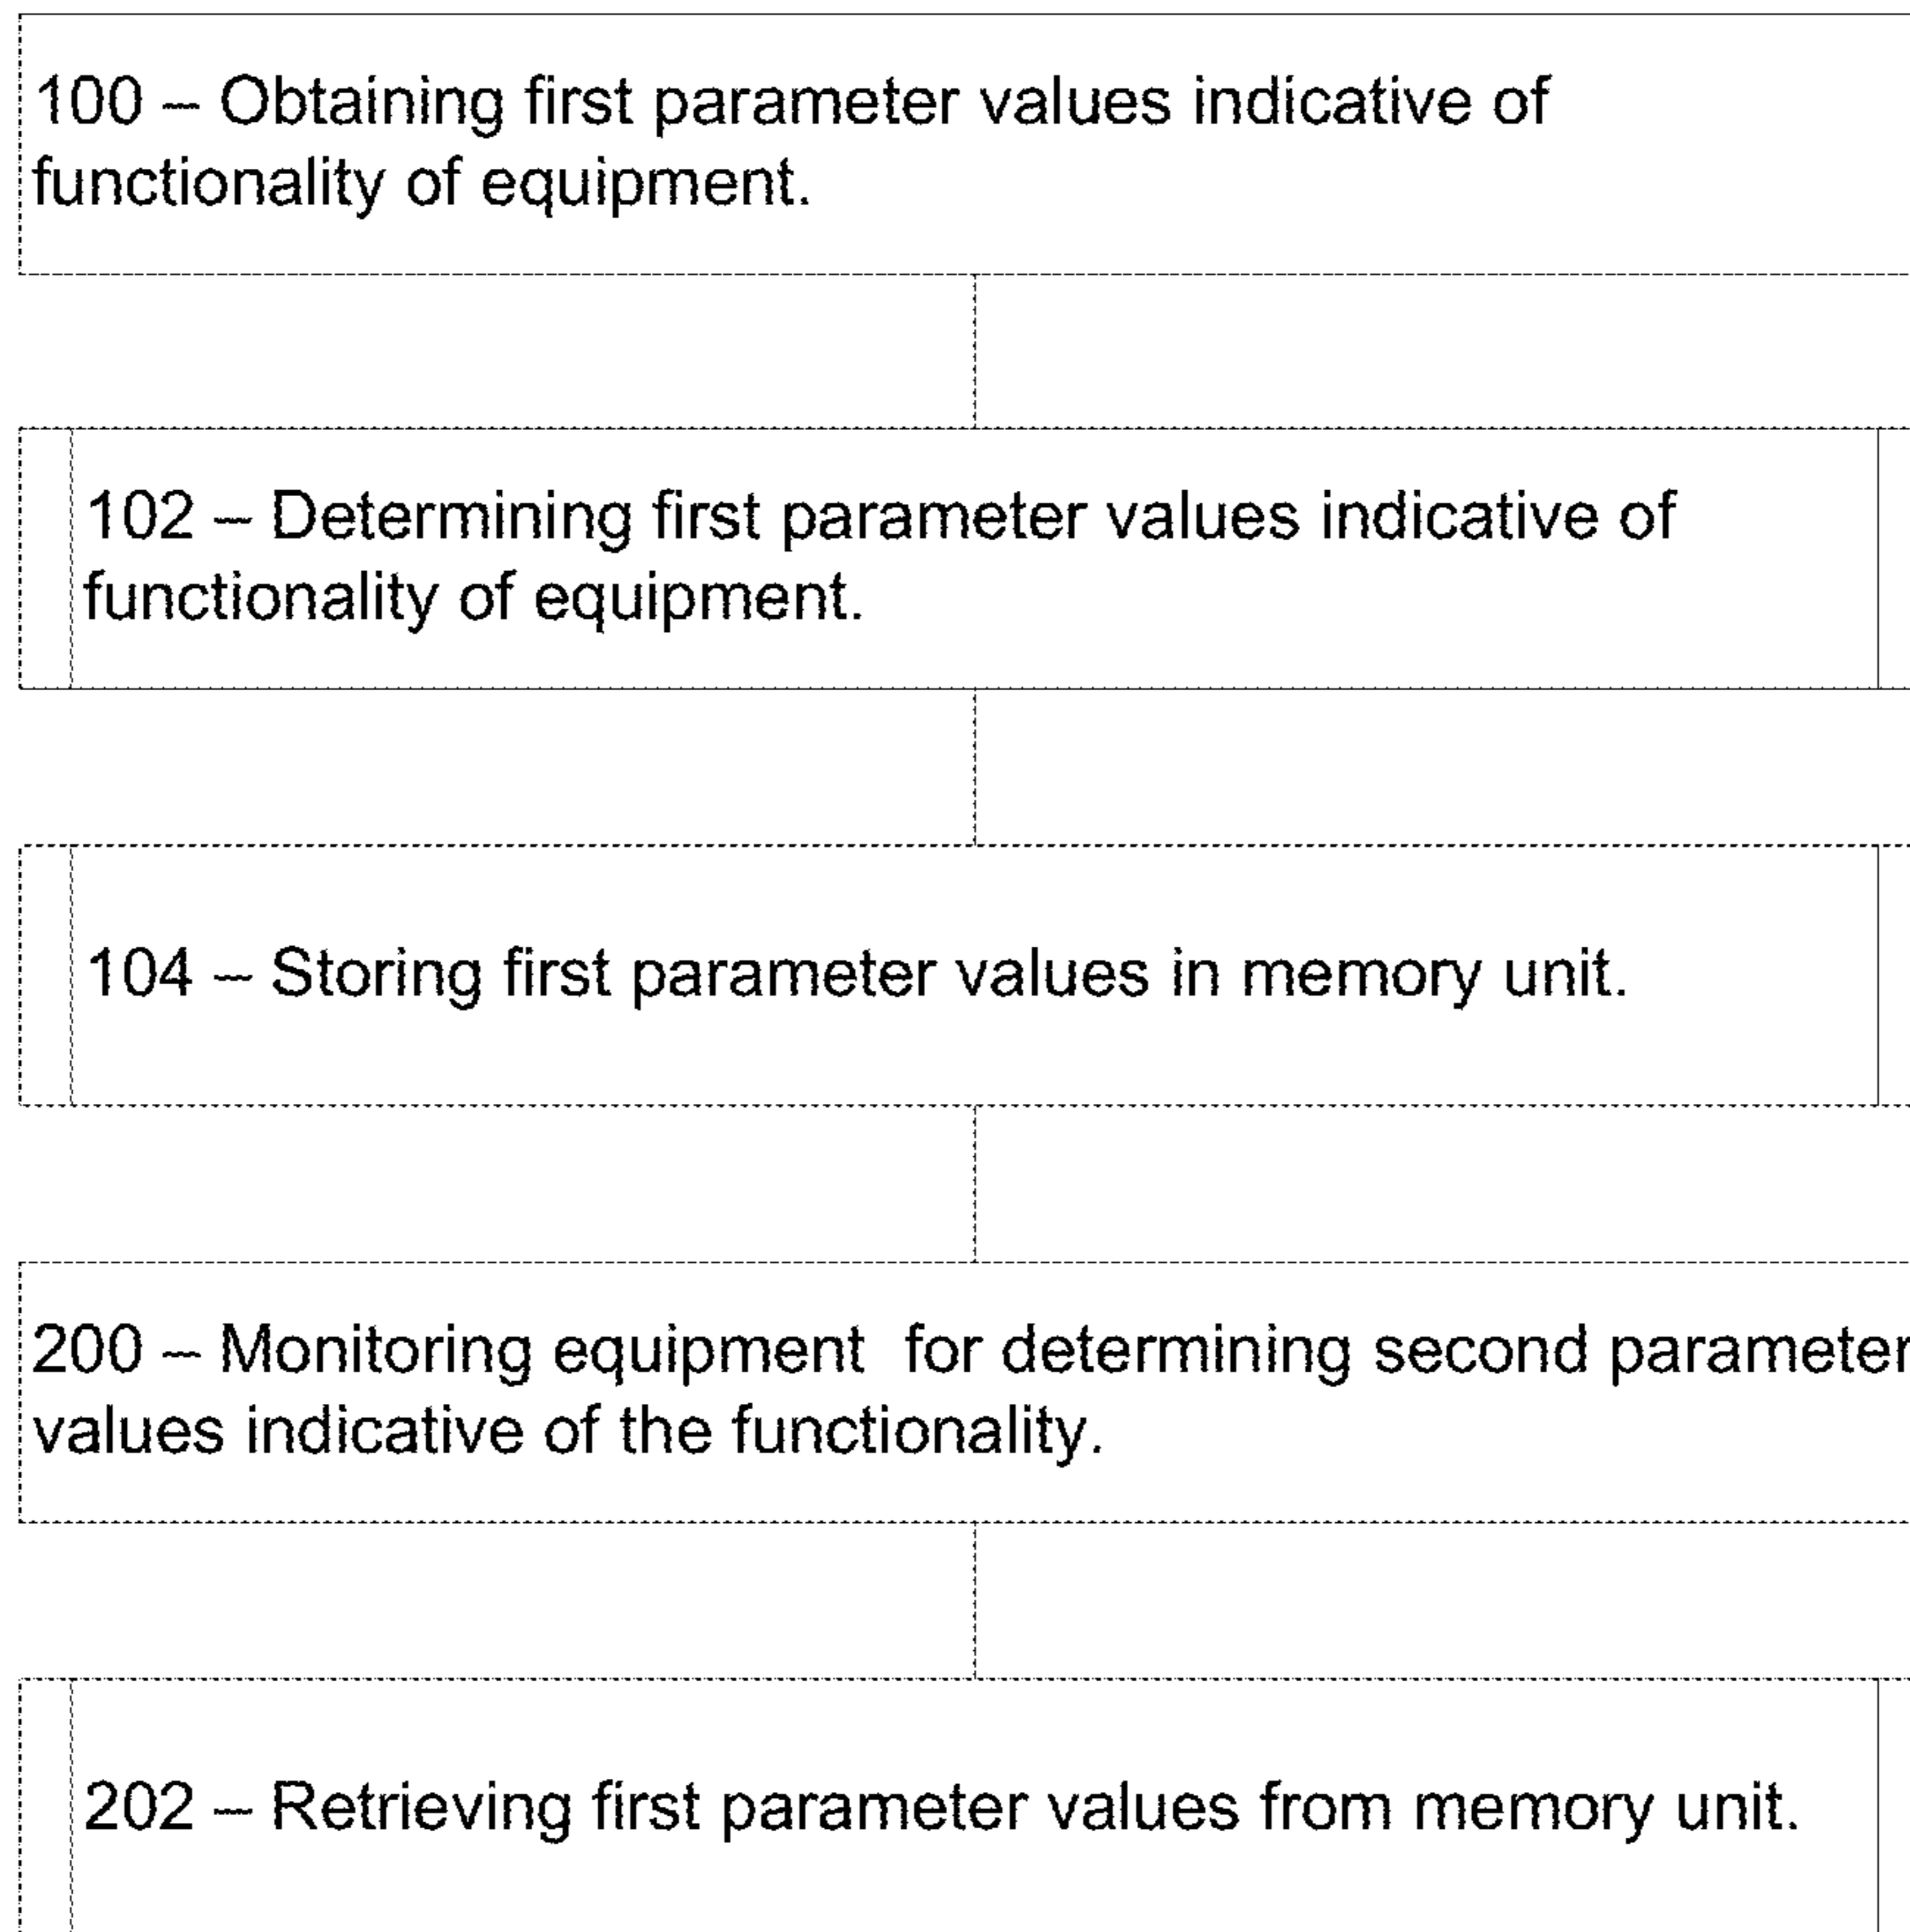 100 – Obtaining first parameter values indicative of
functionality of equipment.
102 – Determining first parameter values indicative of
functionality of equipment.
104 – Storing first parameter values in memory unit.
200 – Monitoring equipment  for determining second parameter
values indicative of the functionality.
202 – Retrieving first parameter values from memory unit.